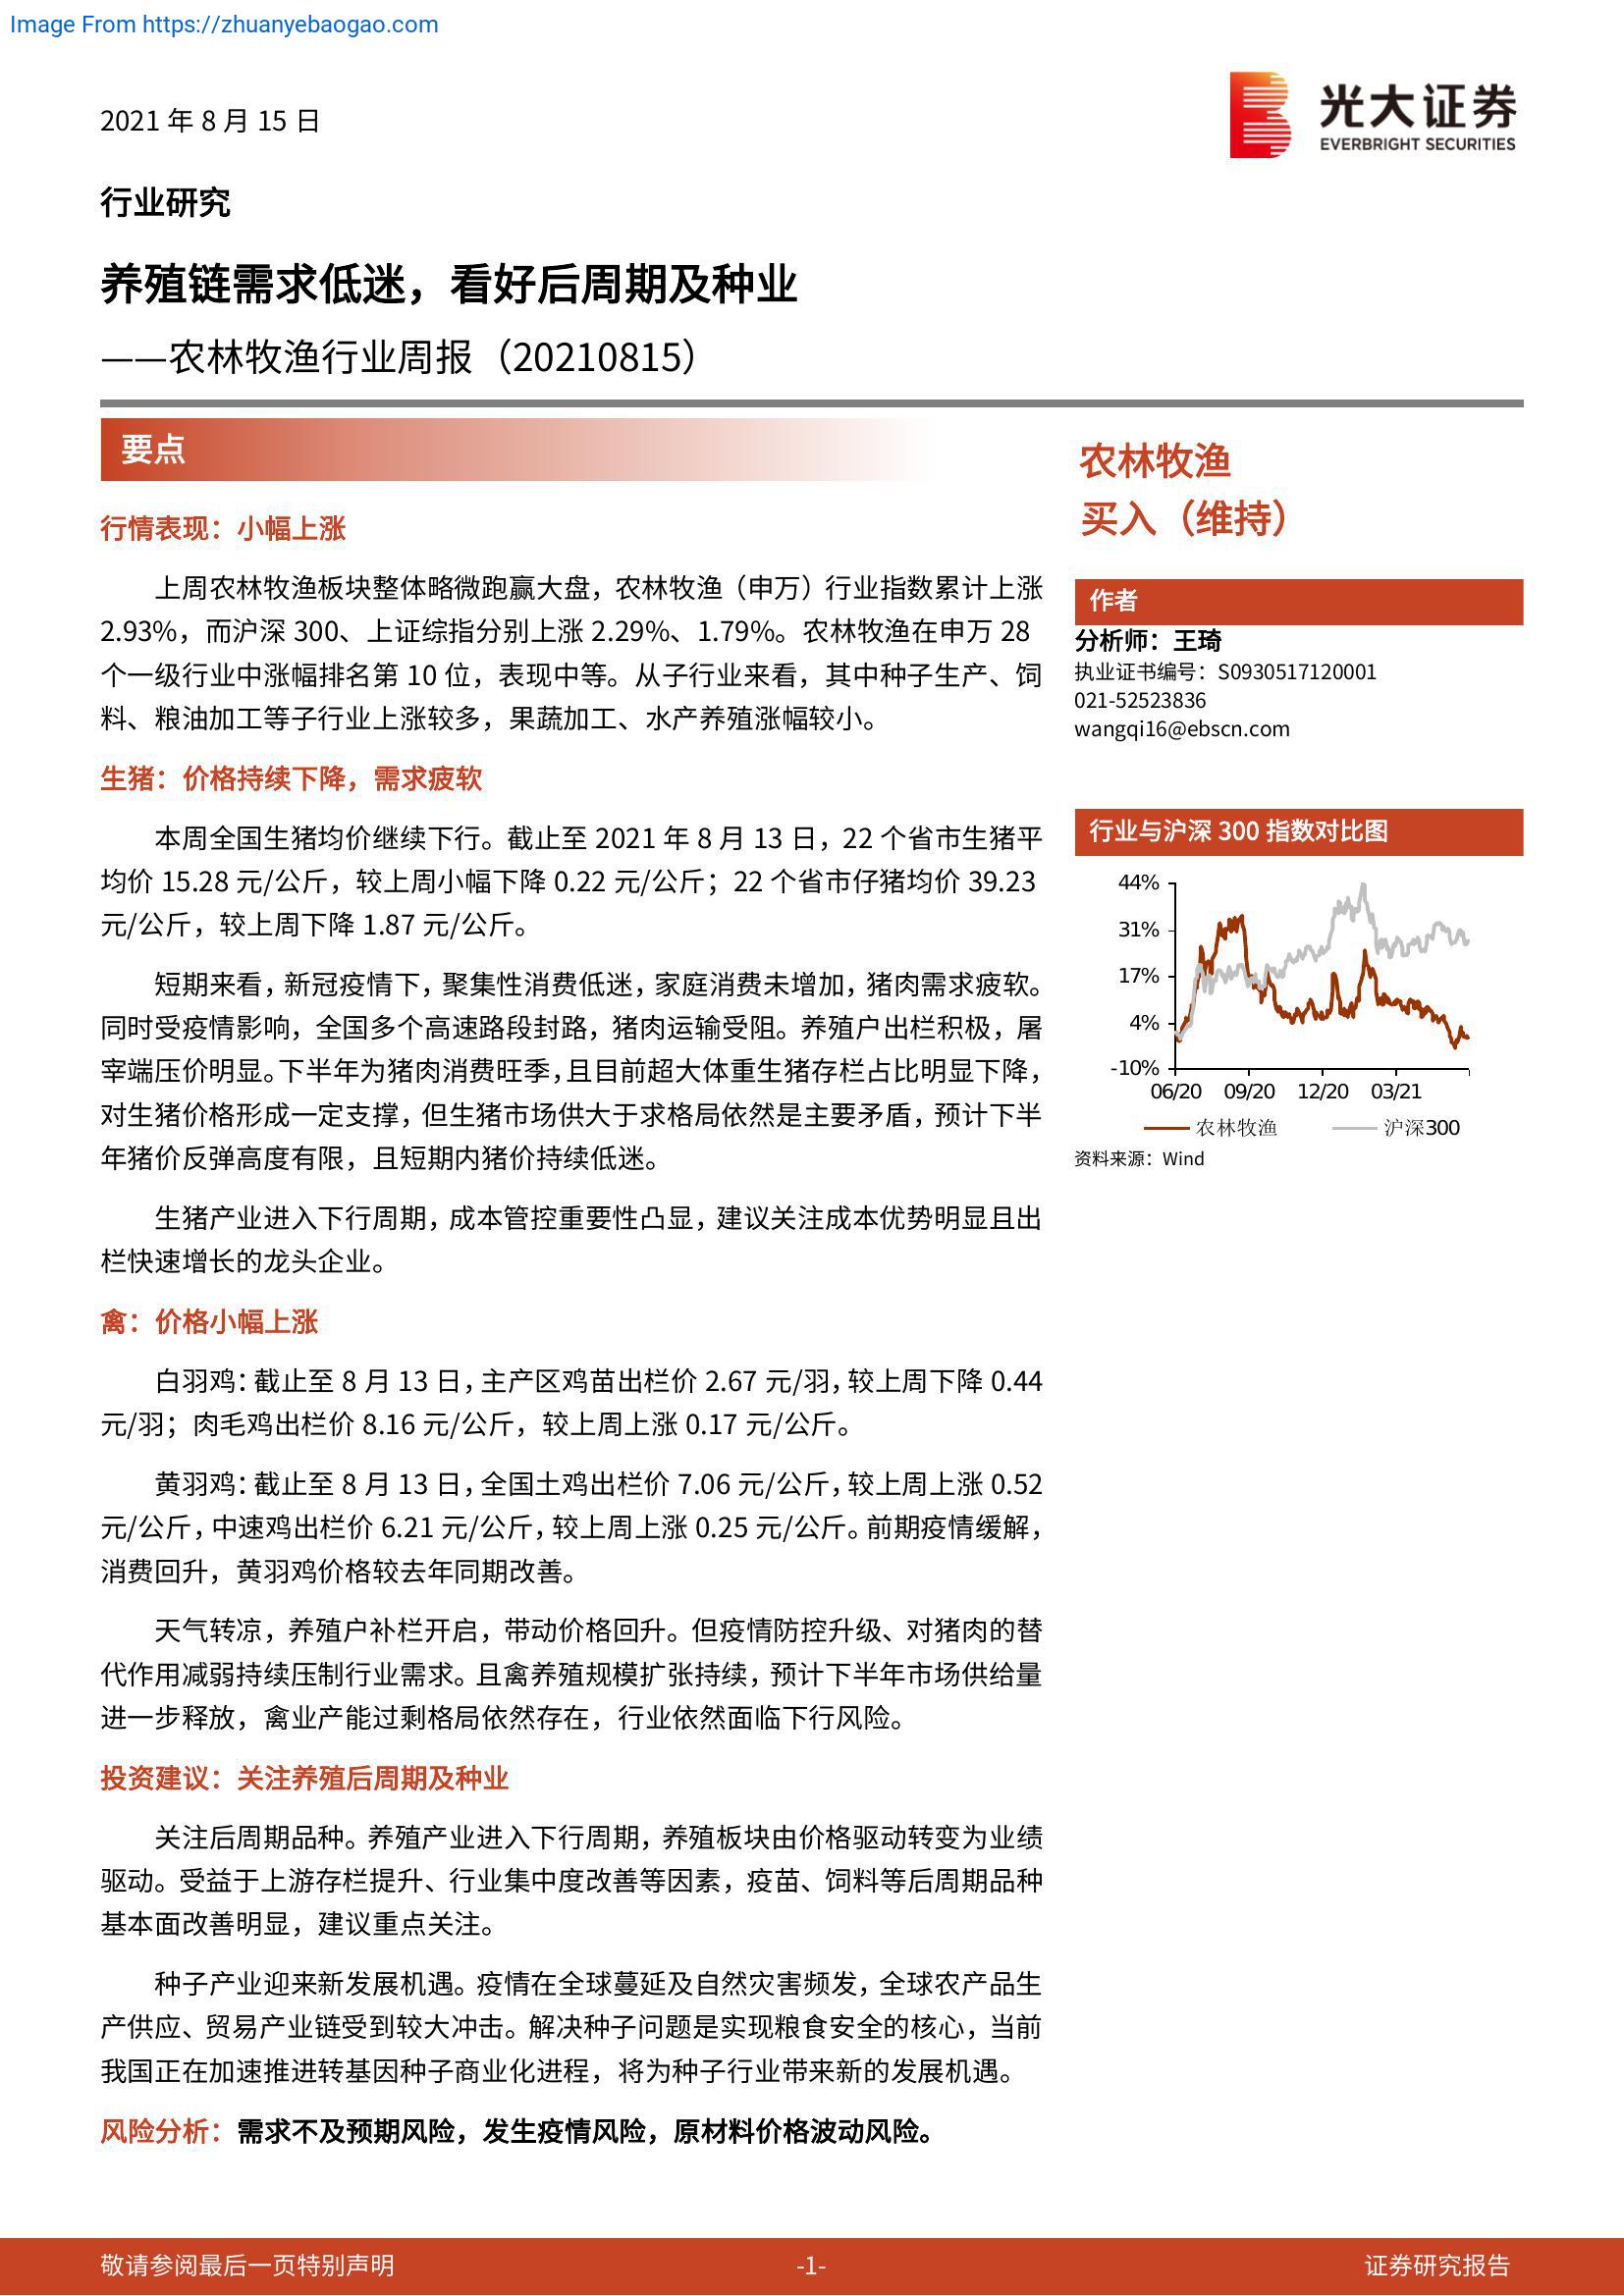 Image From https://zhuanyebaogao.com
2021 年 8 月 15 日
光大证券
EVERBRIGHT SECURITIES
行业研究
养殖链需求低迷，看好后周期及种业
——农林牧渔行业周报（20210815）
要点
行情表现：小幅上涨
上周农林牧渔板块整体略微跑赢大盘，农林牧渔（申万）行业指数累计上涨
2.93%，而沪深 300、上证综指分别上涨 2.29%、1.79%。农林牧渔在申万 28
个一级行业中涨幅排名第 10 位，表现中等。从子行业来看，其中种子生产、饲
料、粮油加工等子行业上涨较多，果蔬加工、水产养殖涨幅较小。
生猪：价格持续下降，需求疲软
本周全国生猪均价继续下行。截止至 2021 年 8 月 13 日，22 个省市生猪平
均价 15.28 元/公斤，较上周小幅下降 0.22 元/公斤；22 个省市仔猪均价 39.23
元/公斤，较上周下降 1.87 元/公斤。
短期来看，新冠疫情下，聚集性消费低迷，家庭消费未增加，猪肉需求疲软。
同时受疫情影响，全国多个高速路段封路，猪肉运输受阻。养殖户出栏积极，屠
宰端压价明显。下半年为猪肉消费旺季，且目前超大体重生猪存栏占比明显下降，
对生猪价格形成一定支撑，但生猪市场供大于求格局依然是主要矛盾，预计下半
年猪价反弹高度有限，且短期内猪价持续低迷。
生猪产业进入下行周期，成本管控重要性凸显，建议关注成本优势明显且出
栏快速增长的龙头企业。
禽：价格小幅上涨
白羽鸡：截止至 8 月 13 日，主产区鸡苗出栏价 2.67 元/羽，较上周下降 0.44
元/羽；肉毛鸡出栏价 8.16 元/公斤，较上周上涨 0.17 元/公斤。
黄羽鸡：截止至 8 月 13 日，全国土鸡出栏价 7.06 元/公斤，较上周上涨 0.52
元/公斤，中速鸡出栏价 6.21 元/公斤，较上周上涨 0.25 元/公斤。前期疫情缓解，
消费回升，黄羽鸡价格较去年同期改善。
天气转凉，养殖户补栏开启，带动价格回升。但疫情防控升级、对猪肉的替
代作用减弱持续压制行业需求。且禽养殖规模扩张持续，预计下半年市场供给量
进一步释放，禽业产能过剩格局依然存在，行业依然面临下行风险。
投资建议：关注养殖后周期及种业
关注后周期品种。养殖产业进入下行周期，养殖板块由价格驱动转变为业绩
驱动。受益于上游存栏提升、行业集中度改善等因素，疫苗、饲料等后周期品种
基本面改善明显，建议重点关注。
种子产业迎来新发展机遇。疫情在全球蔓延及自然灾害频发，全球农产品生
产供应、贸易产业链受到较大冲击。解决种子问题是实现粮食安全的核心，当前
我国正在加速推进转基因种子商业化进程，将为种子行业带来新的发展机遇。
风险分析：需求不及预期风险，发生疫情风险，原材料价格波动风险。
农林牧渔
买入（维持）
作者
分析师：王琦
执业证书编号：S0930517120001
021-52523836
wangqi16@ebscn.com
行业与沪深 300 指数对比图
44%
31%
17%
4%
-10%
06/20 09/20 12/20 03/21
农林牧渔 沪深300
资料来源：Wind
敬请参阅最后一页特别声明 -1- 证券研究报告